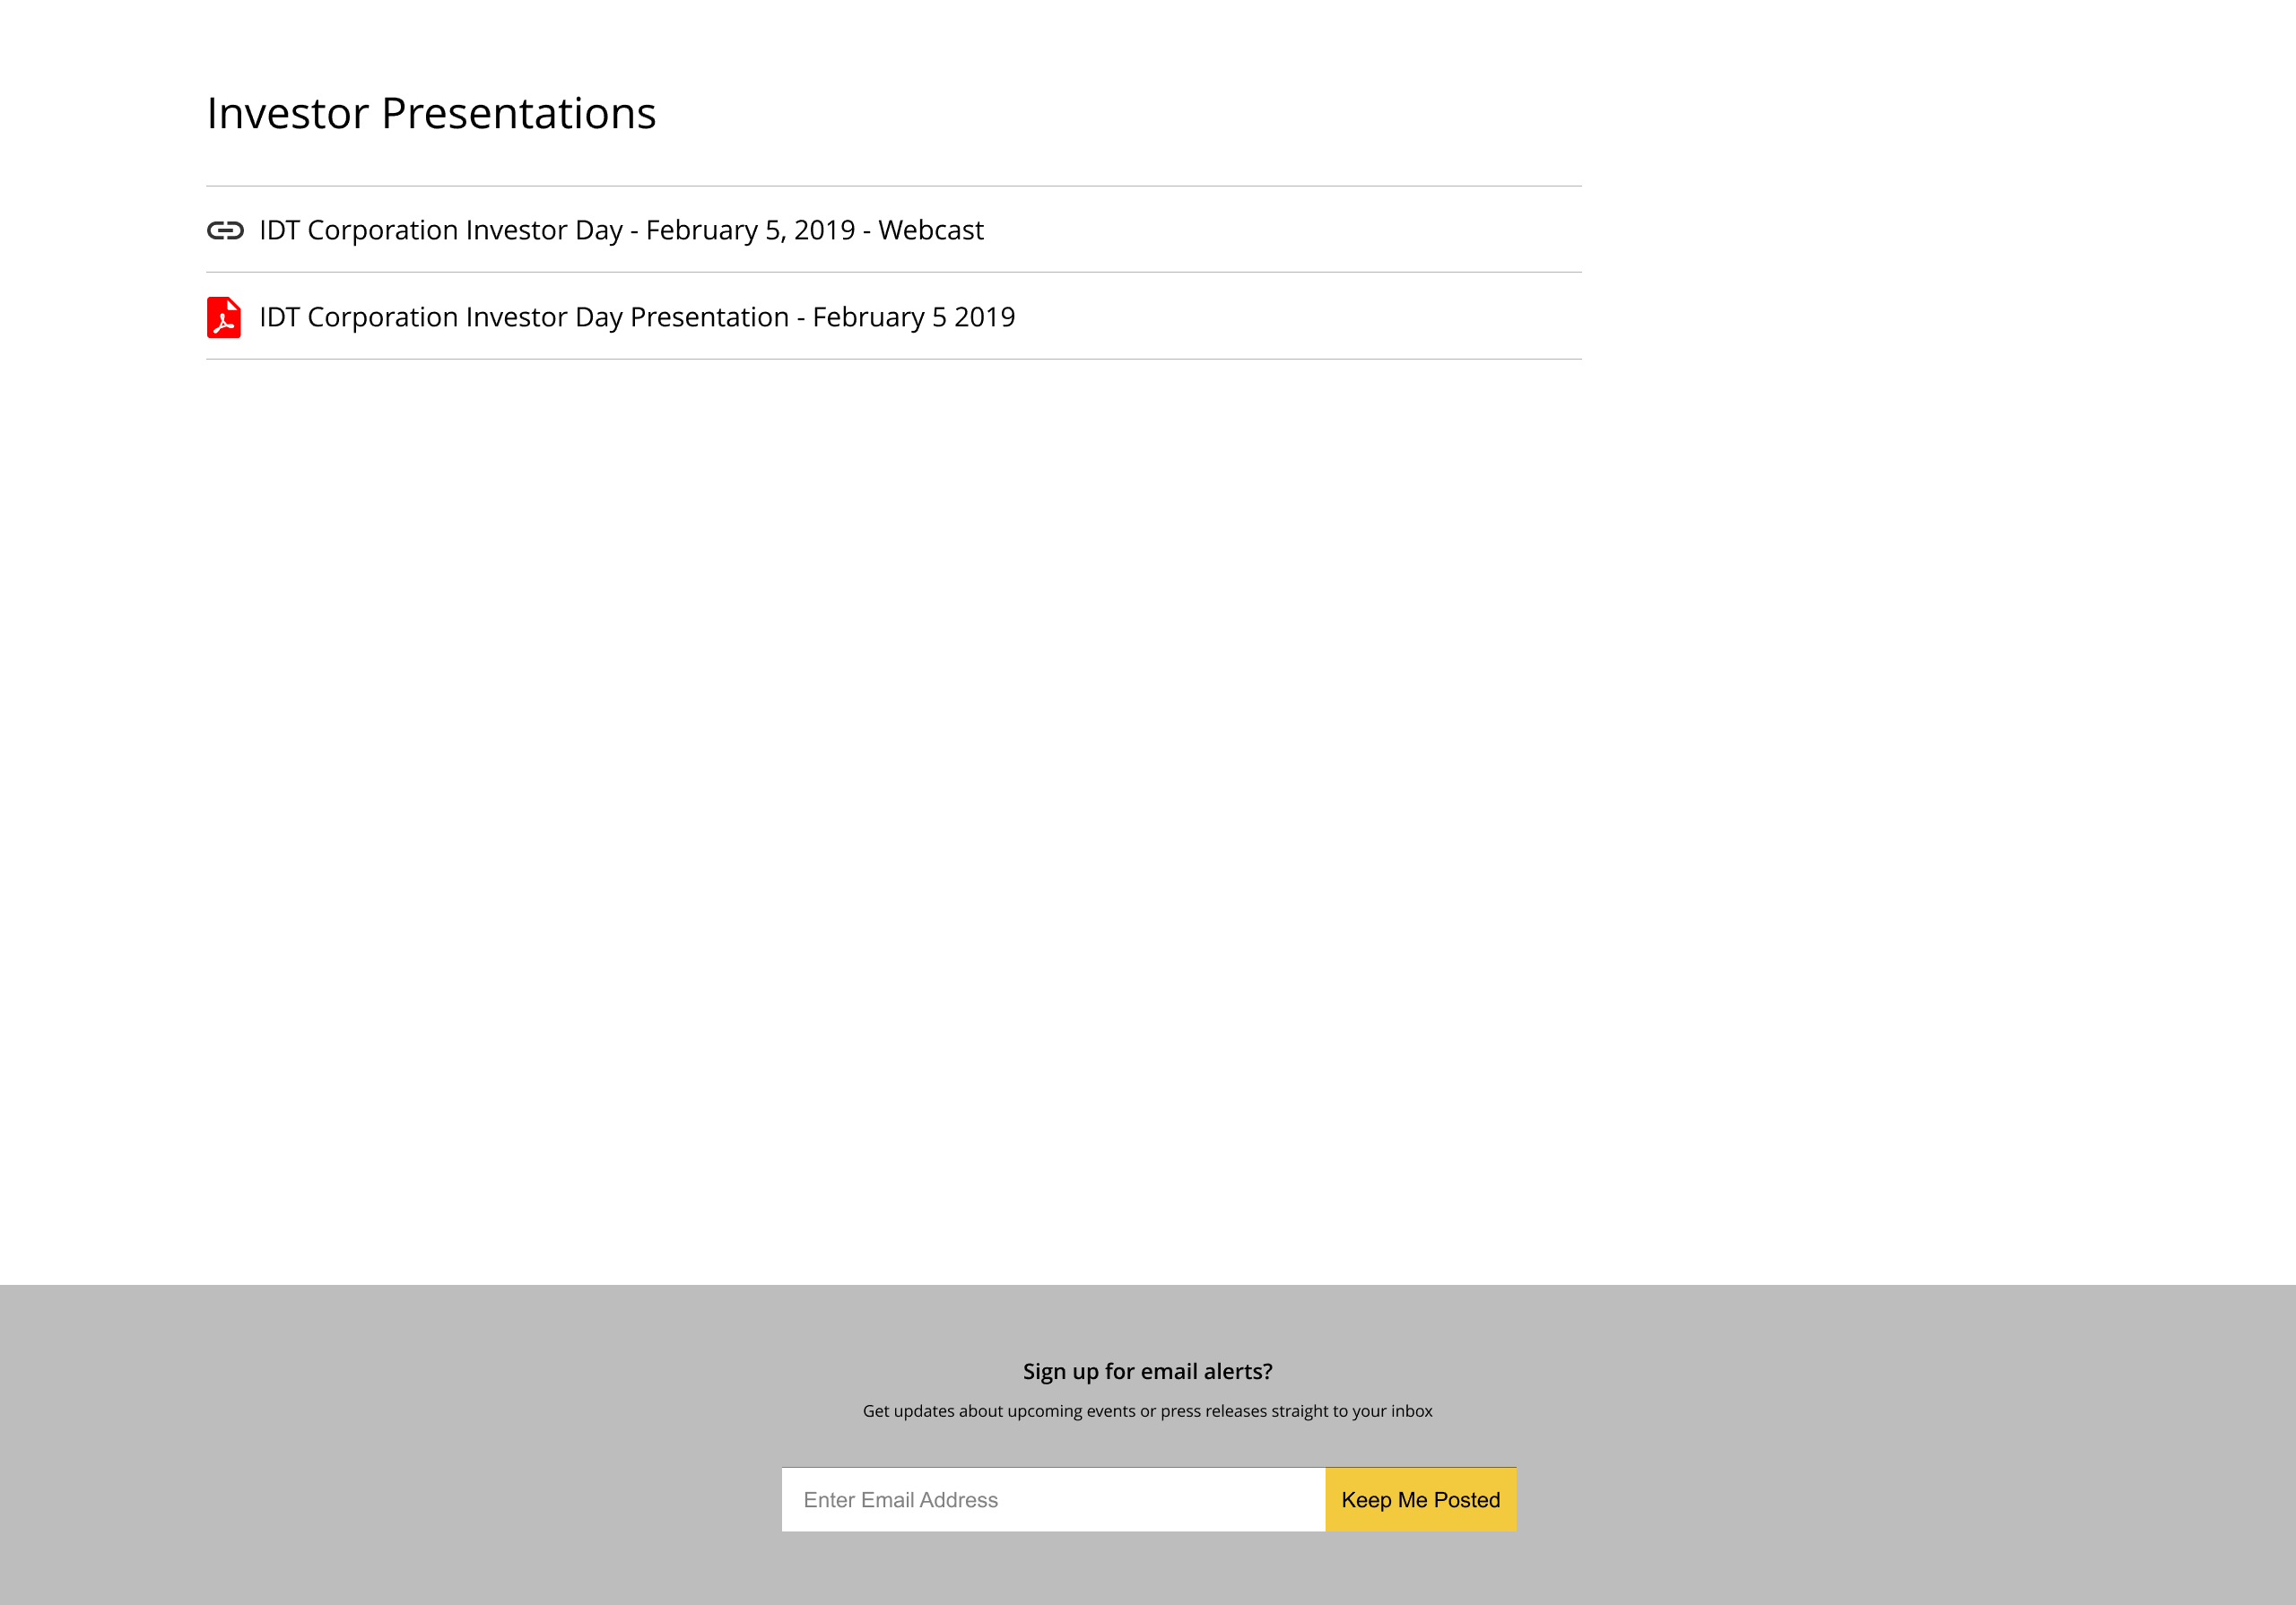 Investor Presentations
IDT Corporation Investor Day - February 5, 2019 - Webcast
IDT Corporation Investor Day Presentation - February 5 2019
Sign up for email alerts?
Get updates about upcoming events or press releases straight to your inbox
Enter Email Address
Keep Me Posted